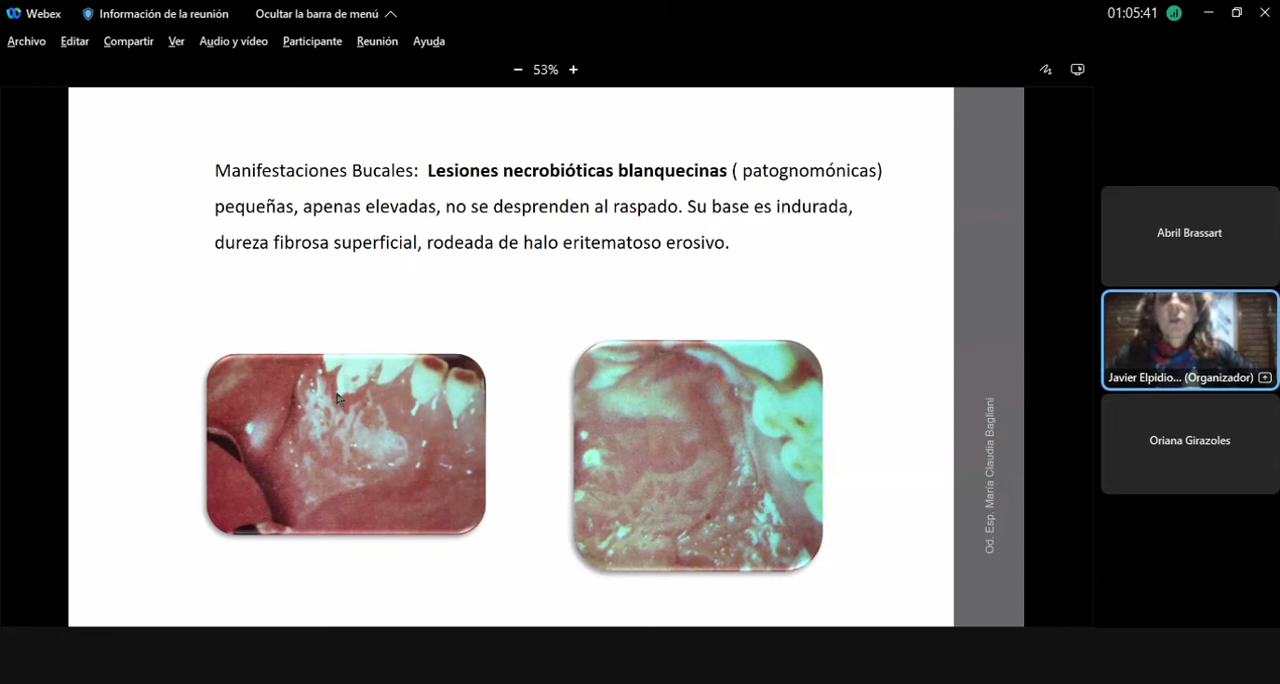 Webex
Información de la reunión
Ocultar la barra de menú
01:05:41
Archivo Editar Compartir Ver Audio y vídeo Participante Reunión Ayuda
53%
Manifestaciones Bucales: Lesiones necrobióticas blanquecinas ( patognomónicas)
pequeñas, apenas elevadas, no se desprenden al raspado. Su base es indurada,
dureza fibrosa superficial, rodeada de halo eritematoso erosivo.
Od. Esp. María Claudia Bagliani
Abril Brassart
Javier Elpidio... (Organizador)
Oriana Girazoles